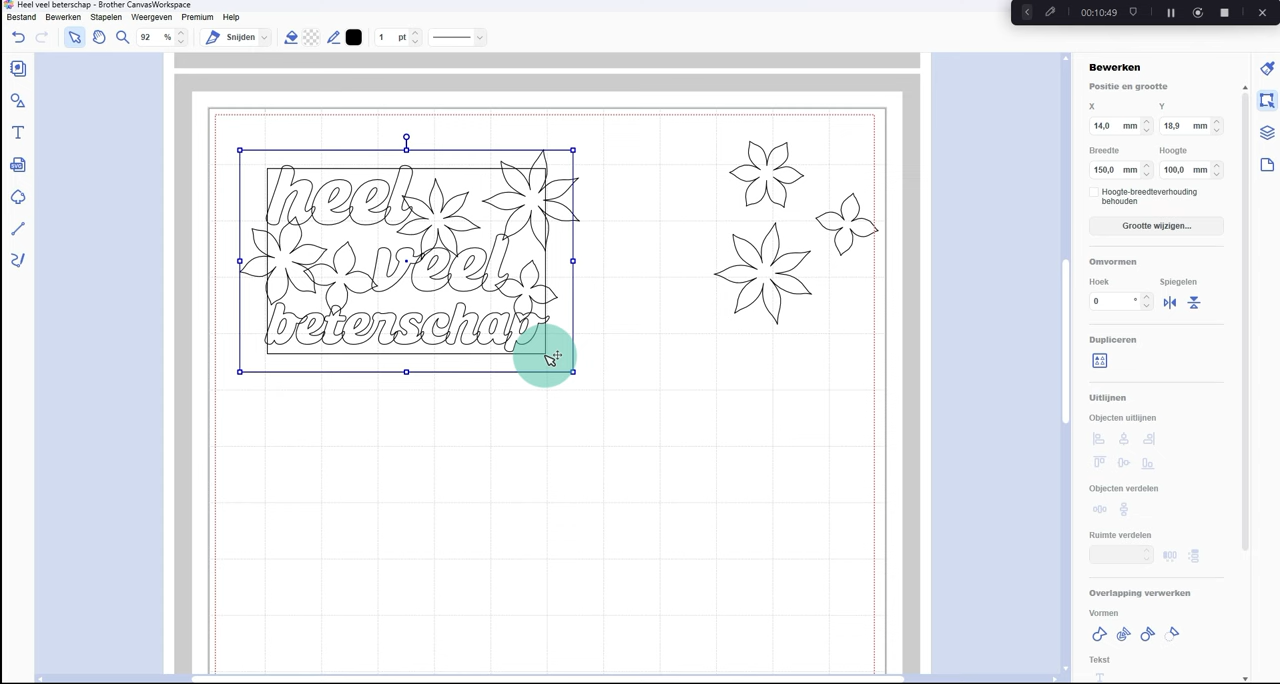 Heel veel beterschap - Brother CanvasWorkspace
00:10:49
Bestand Bewerken Stapelen Weergeven Premium Help
92 % Snijden 1 pt
Bewerken
Positie en grootte
X Y
14,0 mm 18,9 mm
Breedte Hoogte
150,0 mm 100,0 mm
Hoogte-breedteverhouding
behouden
Grootte wijzigen...
Omvormen
Hoek Spiegelen
0 °
Dupliceren
Uitlijnen
Objecten uitlijnen
Objecten verdelen
Ruimte verdelen
Overlapping verwerken
Vormen
Tekst
heel
veel
beterschap